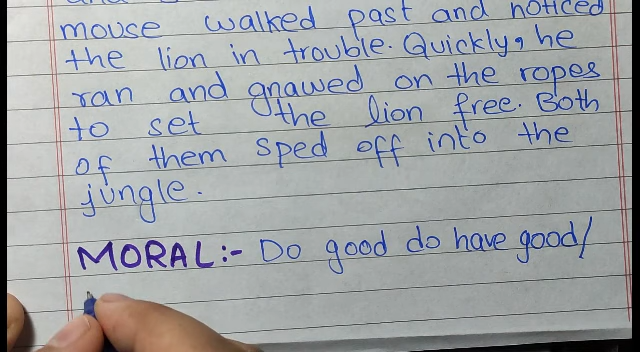 mouse walked past and noticed
the lion in trouble. Quickly, he
ran and gnawed on the ropes
to set the lion free. Both
of them sped off into the
jungle.
MORAL:- Do good do have good/